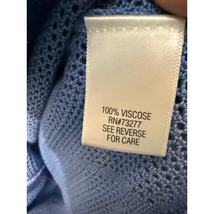 100% VISCOSE
RN#73277
SEE REVERSE
FOR CARE